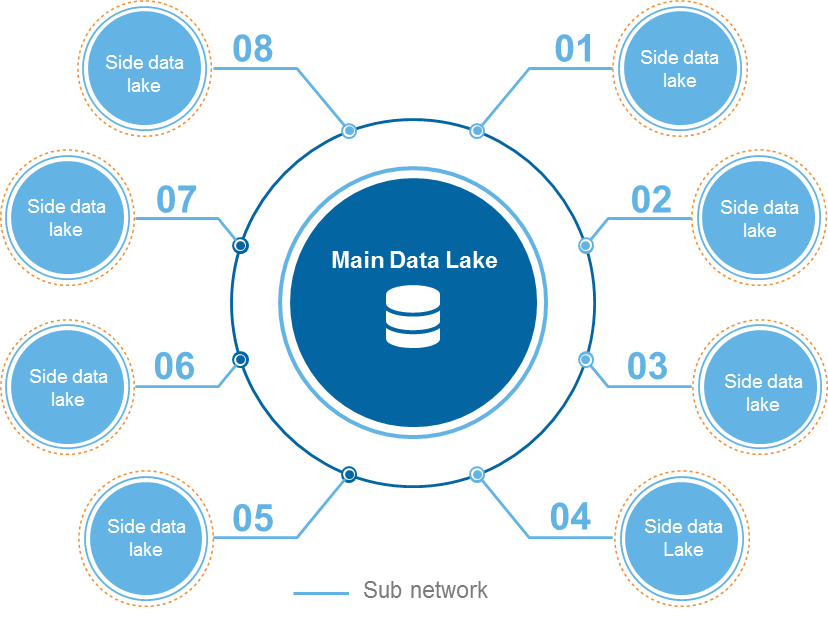 Side data
lake
08
01
Side data
lake
Side data
lake
07
02
Side data
lake
Main Data Lake
Side data
lake
06
03
Side data
lake
Side data
lake
05
04
Side data
Lake
Sub network